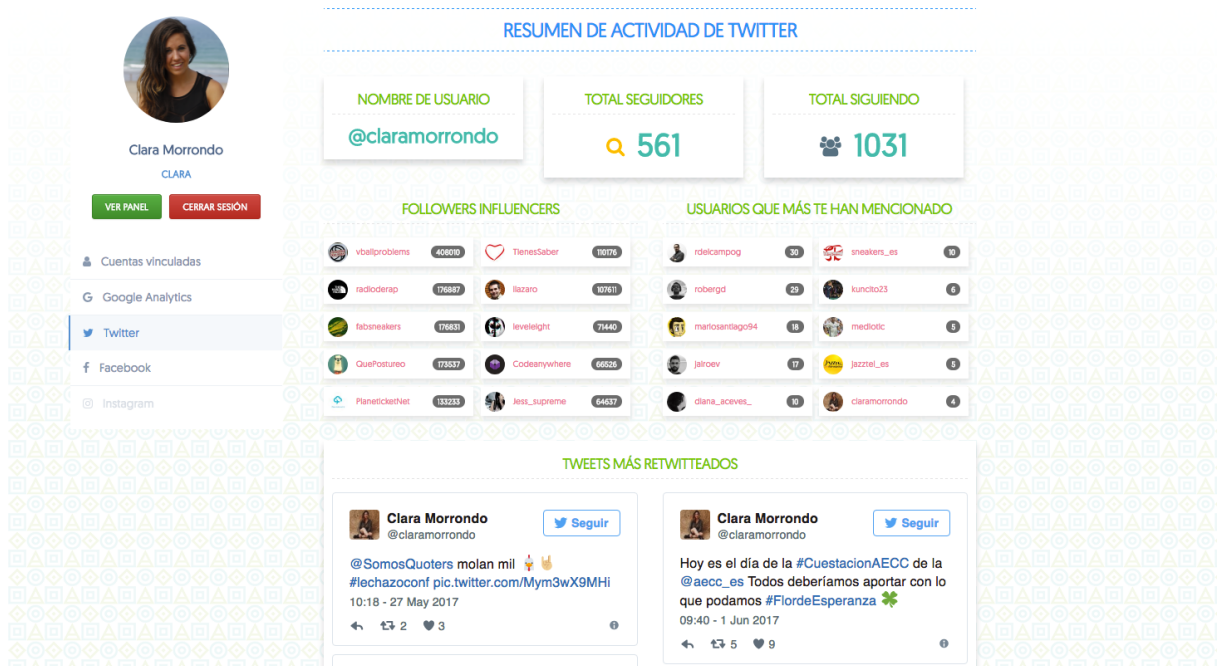 Clara Morrondo
CLARA
VER PANEL
CERRAR SESIÓN
Cuentas vinculadas
Google Analytics
Twitter
Facebook
Instagram
RESUMEN DE ACTIVIDAD DE TWITTER
NOMBRE DE USUARIO
@claramorrondo
TOTAL SEGUIDORES
561
TOTAL SIGUIENDO
1031
FOLLOWERS INFLUENCERS
vballproblems 408010 TienesSaber 110176
radioderap 176887 ilazaro 107611
fabsneakers 176831 leveleight 71440
QuePostureo 173537 Codeanywhere 66526
PlaneticketNet 133233 Jess_supreme 64637
USUARIOS QUE MÁS TE HAN MENCIONADO
rdelcampog 30 sneakers_es 10
robergd 29 kuncito23 6
mariosantiago94 18 mediotic 5
jairoev 17 jazztel_es 5
diana_aceves_ 10 claramorrondo 4
TWEETS MÁS RETWITTEADOS
Clara Morrondo
@claramorrondo
Seguir
@SomosQuoters molan mil
#lechazoconf pic.twitter.com/Mym3wX9MHi
10:18 - 27 May 2017
2 3
Clara Morrondo
@claramorrondo
Seguir
Hoy es el día de la #CuestacionAECC de la
@aecc_es Todos deberíamos aportar con lo
que podamos #FlordeEsperanza
09:40 - 1 Jun 2017
5 9